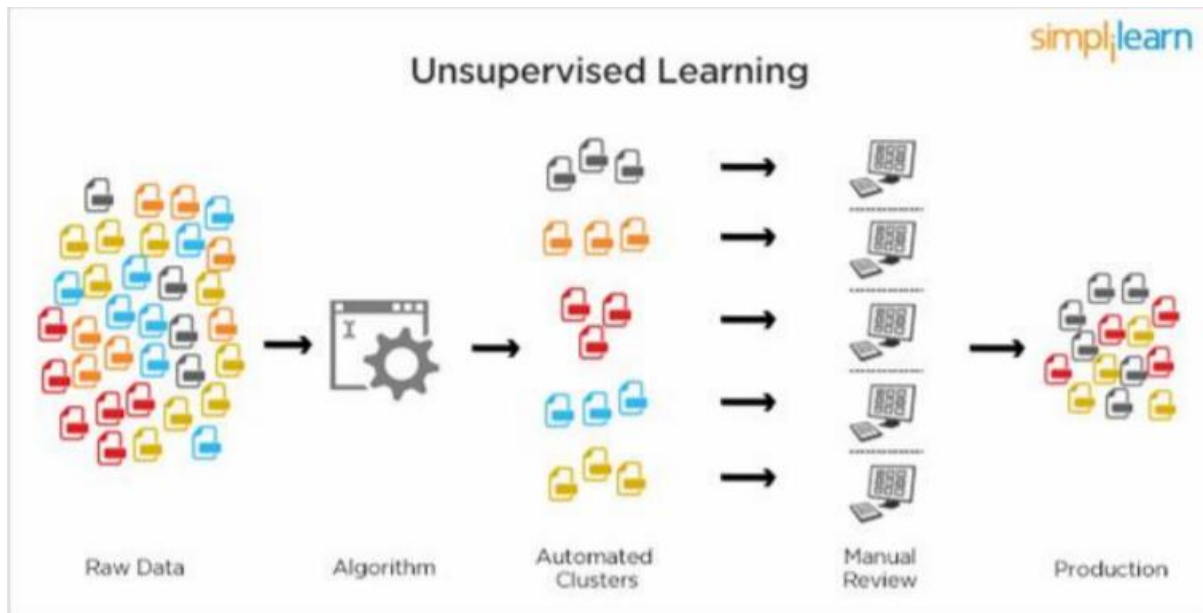 simplilearn
Unsupervised Learning
Raw Data
Algorithm
Automated
Clusters
Manual
Review
Production